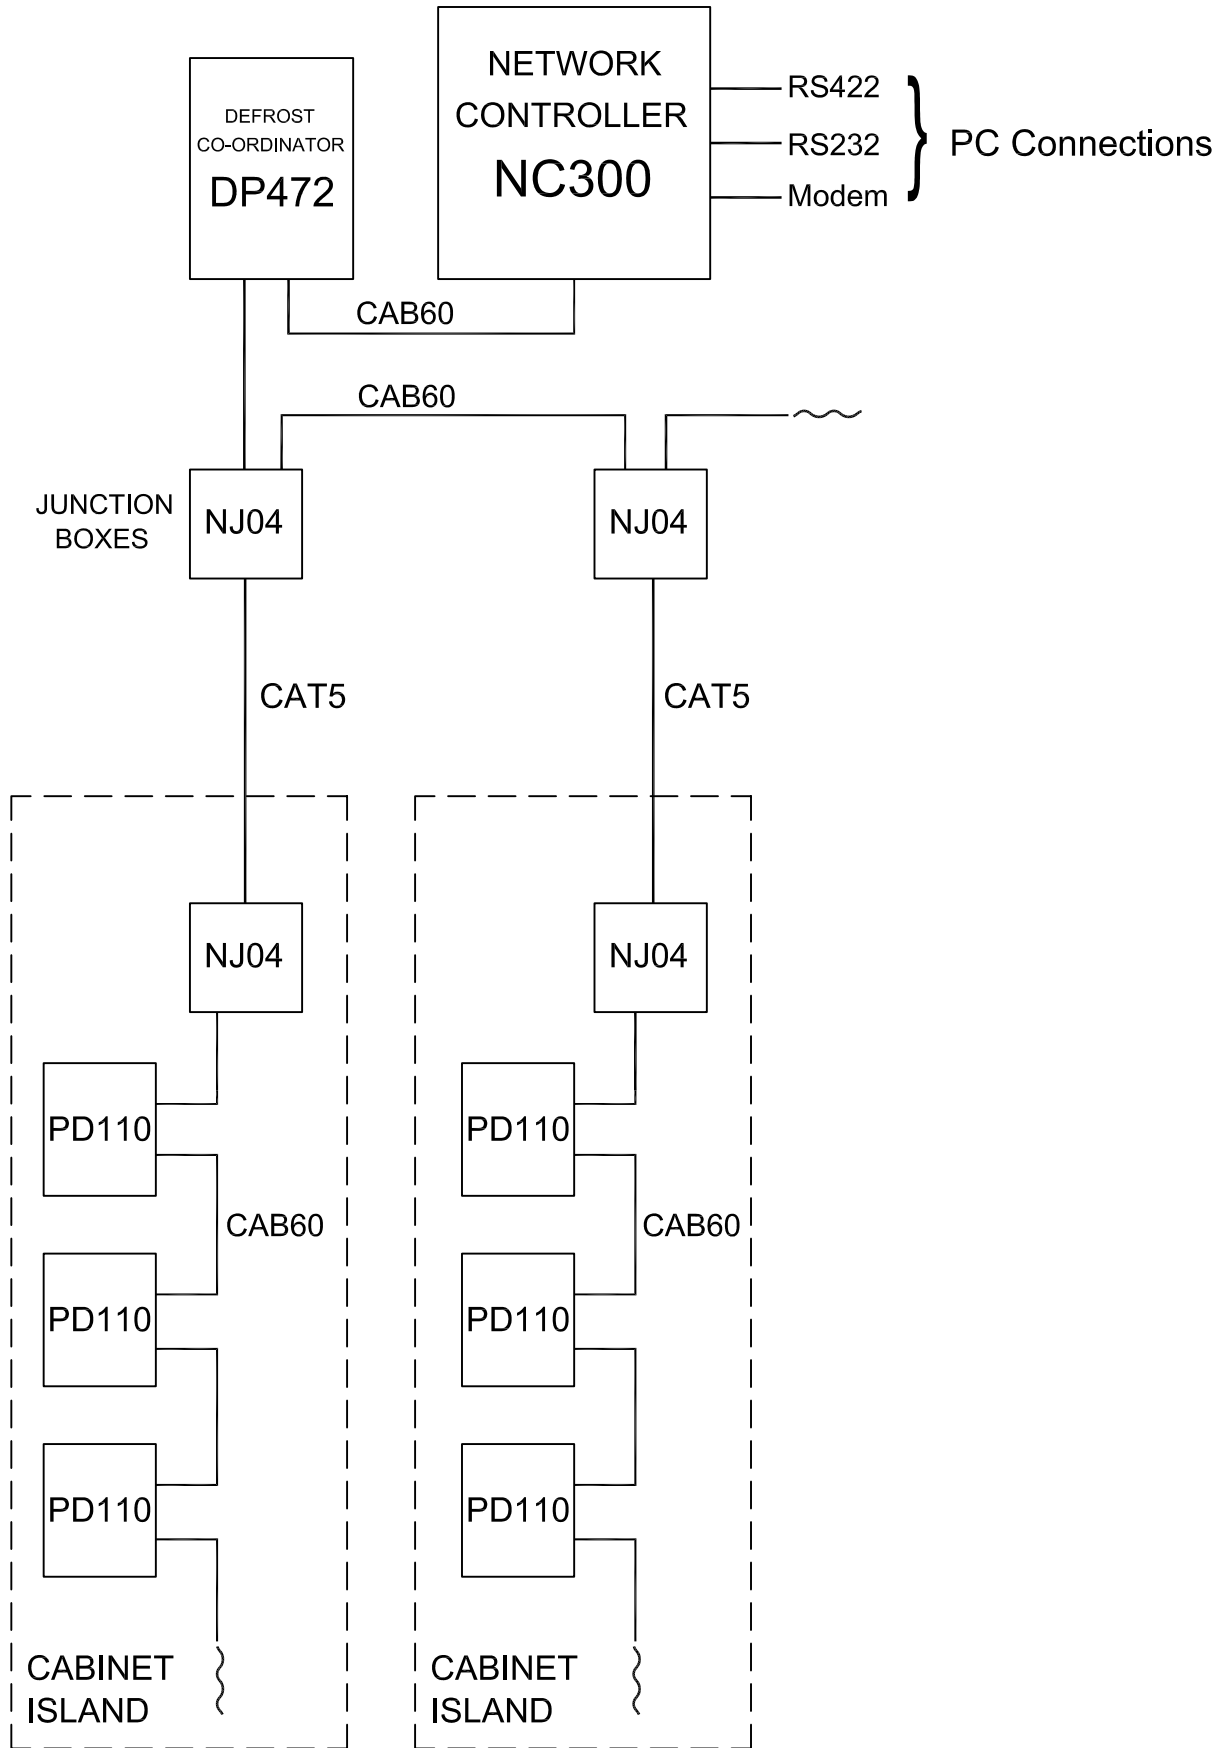 DEFROST
CO-ORDINATOR
DP472
NETWORK
CONTROLLER
NC300
RS422
RS232
Modem
PC Connections
CAB60
CAB60
JUNCTION
BOXES
NJ04
NJ04
CAT5
CAT5
NJ04
NJ04
PD110
PD110
CAB60
CAB60
PD110
PD110
PD110
PD110
CABINET
ISLAND
CABINET
ISLAND